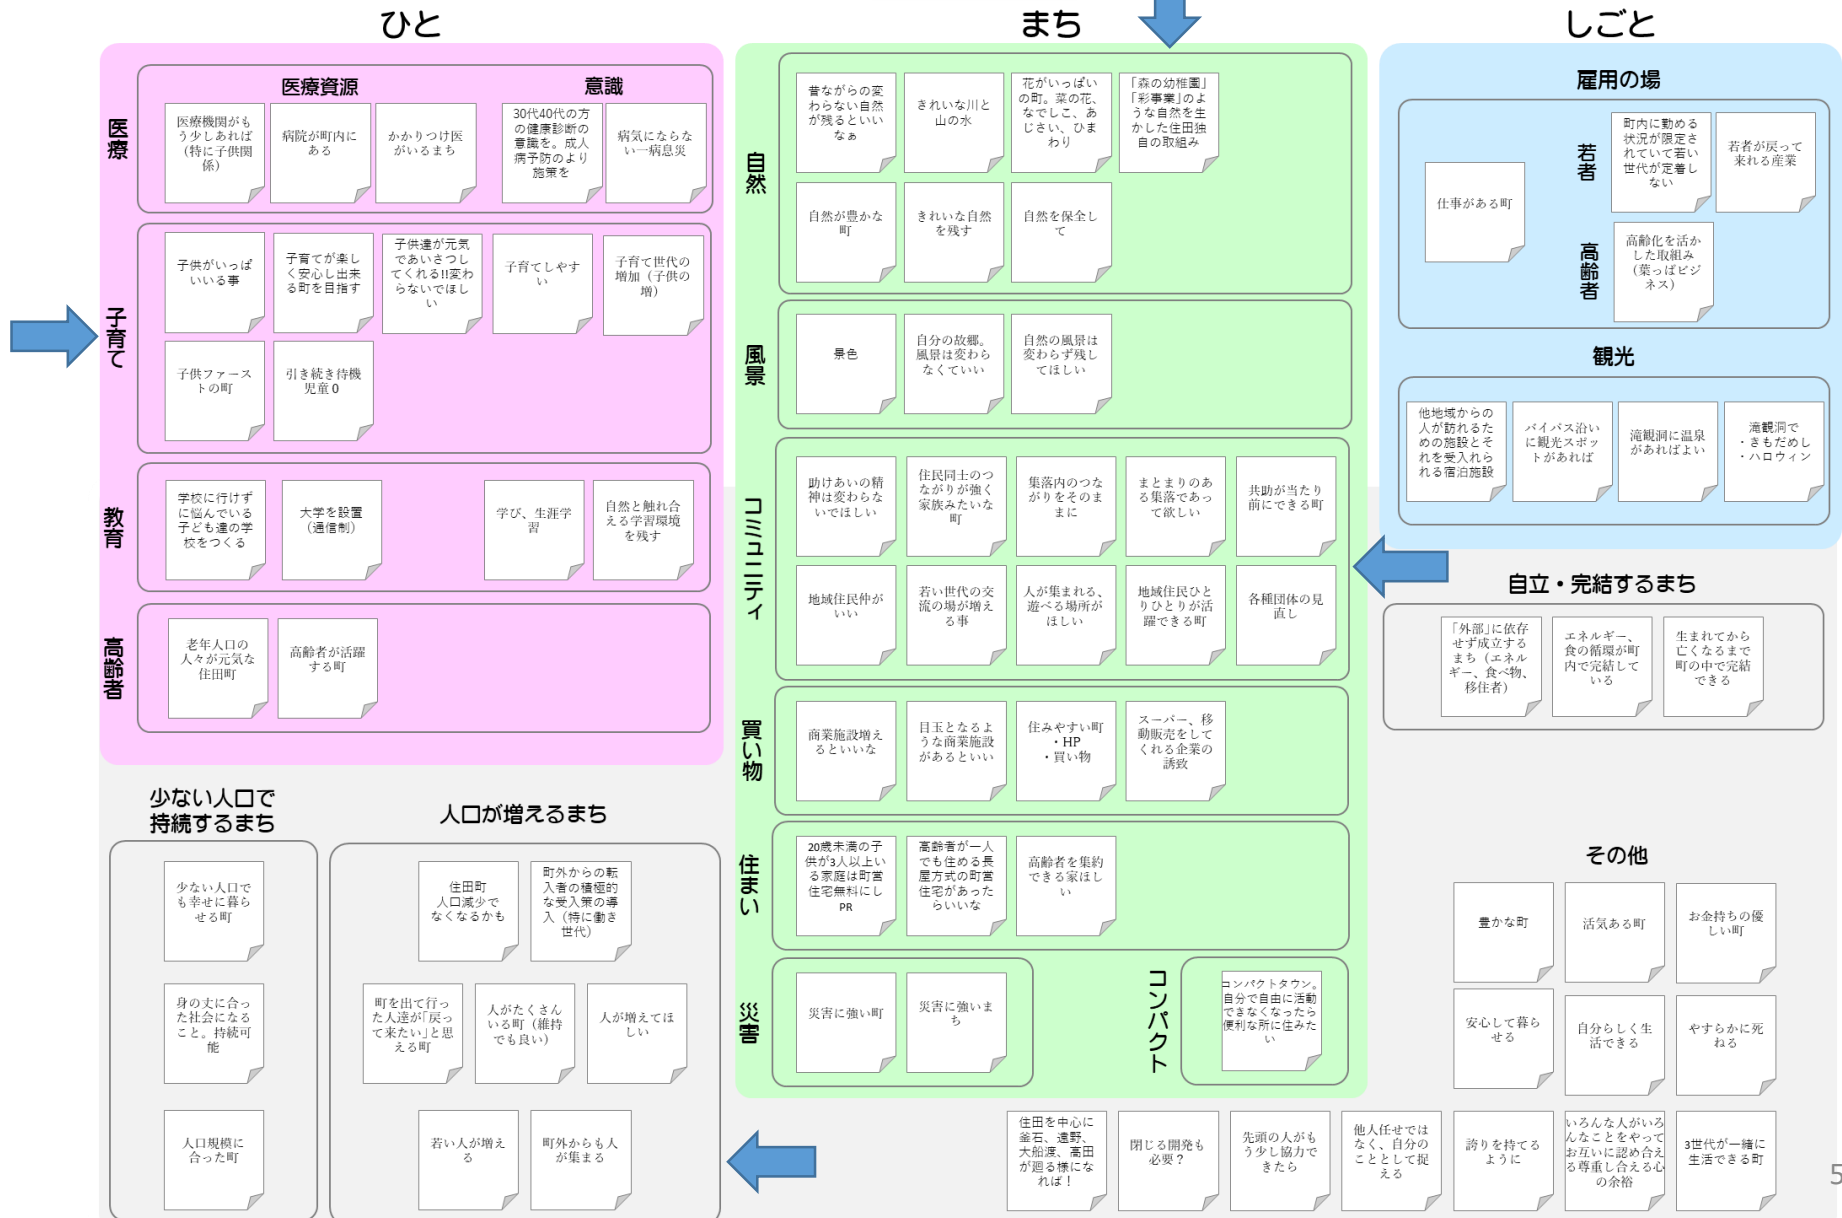 ひと
医療
医療資源
医療機関がも
う少しあれば
(特に子供関
係)
病院が町内に
ある
かかりつけ医
がいるまち
意識
30代40代の方
の健康診断の
意識を。成人
病予防のより
施策を
病気にならな
い一病息災
子育て
子供がいっぱ
いいる事
子育てが楽し
く安心し出来
る町を目指す
子供達が元気
であいさつし
てくれる!!変わ
らないでほし
い
子育てしやす
い
子育て世代の
増加(子供の
増)
子供ファース
トの町
引き続き待機
児童0
教育
学校に行けず
に悩んでいる
子ども達の学
校をつくる
大学を設置
(通信制)
学び、生涯学
習
自然と触れ合
える学習環境
を残す
高齢者
老年人口の
人々が元気な
住田町
高齢者が活躍
する町
少ない人口で
持続するまち
少ない人口で
も幸せに暮ら
せる町
身の丈に合っ
た社会になる
こと。持続可
能
人口規模に
合った町
人口が増えるまち
住田町
人口減少で
なくなるかも
町外からの転
入者の積極的
な受入策の導
入(特に働き
世代)
町を出て行っ
た人達が「戻っ
て来たい」と思
える町
人がたくさん
いる町(維持
でも良い)
人が増えてほ
しい
若い人が増え
る
町外からも人
が集まる
まち
自然
昔ながらの変
わらない自然
が残るといい
なぁ
きれいな川と
山の水
花がいっぱい
の町。菜の花、
なでしこ、あ
じさい、ひま
わり
「森の幼稚園」
「彩事業」のよ
うな自然を生
かした住田独
自の取組み
自然が豊かな
町
きれいな自然
を残す
自然を保全し
て
風景
景色
自分の故郷。
風景は変わら
なくていい
自然の風景は
変わらず残し
てほしい
コミュニティ
助けあいの精
神は変わらな
いでほしい
住民同士のつ
ながりが強く
家族みたいな
町
集落内のつな
がりをそのま
まに
まとまりのあ
る集落であっ
て欲しい
共助が当たり
前にできる町
地域住民仲が
いい
若い世代の交
流の場が増え
る事
人が集まれる、
遊べる場所が
ほしい
地域住民ひと
りひとりが活
躍できる町
各種団体の見
直し
買い物
商業施設増え
るといいな
目玉となるよ
うな商業施設
があるといい
住みやすい町
・HP
・買い物
スーパー、移
動販売をして
くれる企業の
誘致
住まい
20歳未満の子
供が3人以上い
る家庭は町営
住宅無料にし
PR
高齢者が一人
でも住める長
屋方式の町営
住宅があった
らいいな
高齢者を集約
できる家ほし
い
災害
災害に強い町
災害に強いま
ち
コンパクト
コンパクトタウン。
自分で自由に活動
できなくなったら
便利な所に住みた
い
しごと
雇用の場
仕事がある町
若者
町内に勤める
状況が限定さ
れていて若い
世代が定着し
ない
若者が戻って
来れる産業
高齢者
高齢化を活か
した取組み
(葉っぱビジ
ネス)
観光
他地域からの
人が訪れるた
めの施設とそ
れを受入れら
れる宿泊施設
バイパス沿い
に観光スポッ
トがあれば
滝観洞に温泉
があればよい
滝観洞で
・きもだめし
・ハロウィン
自立・完結するまち
「外部」に依存
せず成立する
まち(エネル
ギー、食べ物、
移住者)
エネルギー、
食の循環が町
内で完結して
いる
生まれてから
亡くなるまで
町の中で完結
できる
その他
豊かな町
活気ある町
お金持ちの優
しい町
安心して暮ら
せる
自分らしく生
活できる
やすらかに死
ねる
住田を中心に
釜石、遠野、
大船渡、高田
が廻る様にな
れば!
閉じる開発も
必要?
先頭の人がも
う少し協力で
きたら
他人任せでは
なく、自分の
こととして捉
える
誇りを持てる
ように
いろんな人がいろ
んなことをやって
お互いに認め合え
る尊重し合える心
の余裕
3世代が一緒に
生活できる町
5